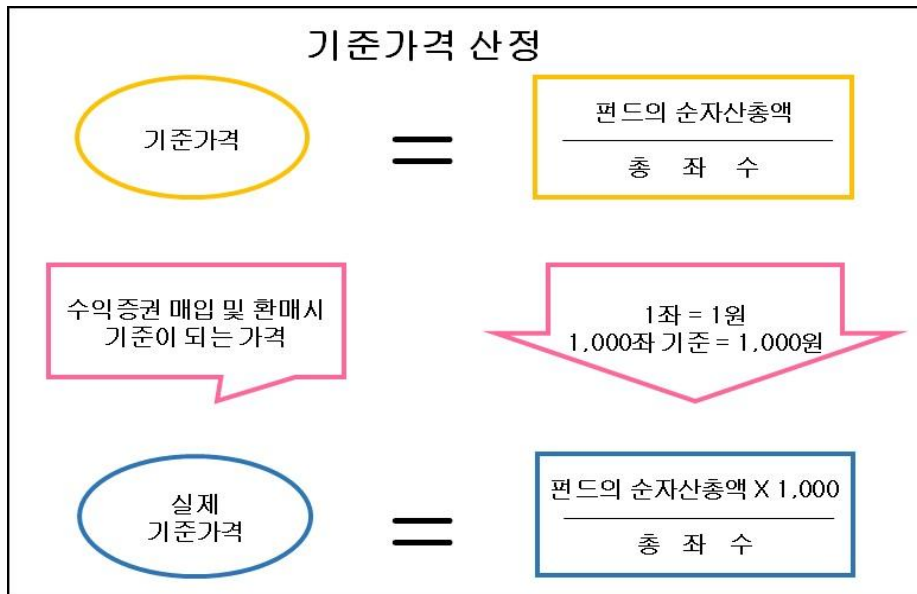 기준가격 산정
기준가격
=
펀드의 순자산총액
총 좌 수
수익증권 매입 및 환매시
기준이 되는 가격
1좌 = 1원
1,000좌 기준 = 1,000원
실제
기준가격
=
펀드의 순자산총액 X 1,000
총 좌 수